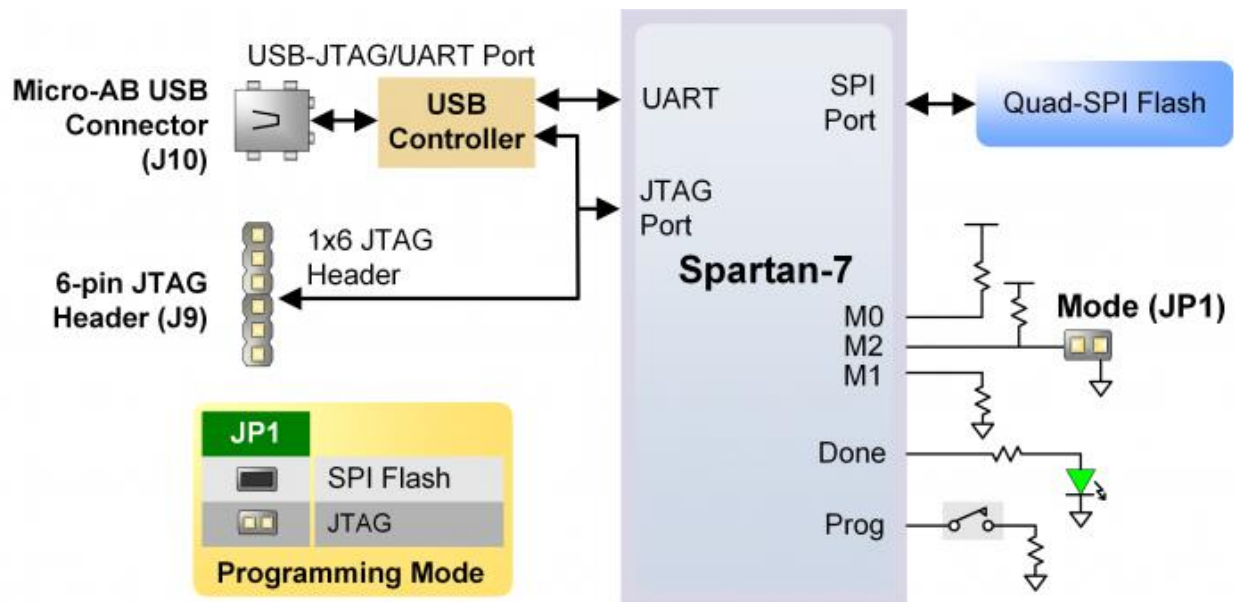 USB-JTAG/UART Port
Micro-AB USB
Connector
(J10)
USB
Controller
UART
SPI
Port
Quad-SPI Flash
JTAG
Port
1x6 JTAG
Header
6-pin JTAG
Header (J9)
Spartan-7
M0
M2
M1
Mode (JP1)
Done
Prog
JP1
SPI Flash
JTAG
Programming Mode